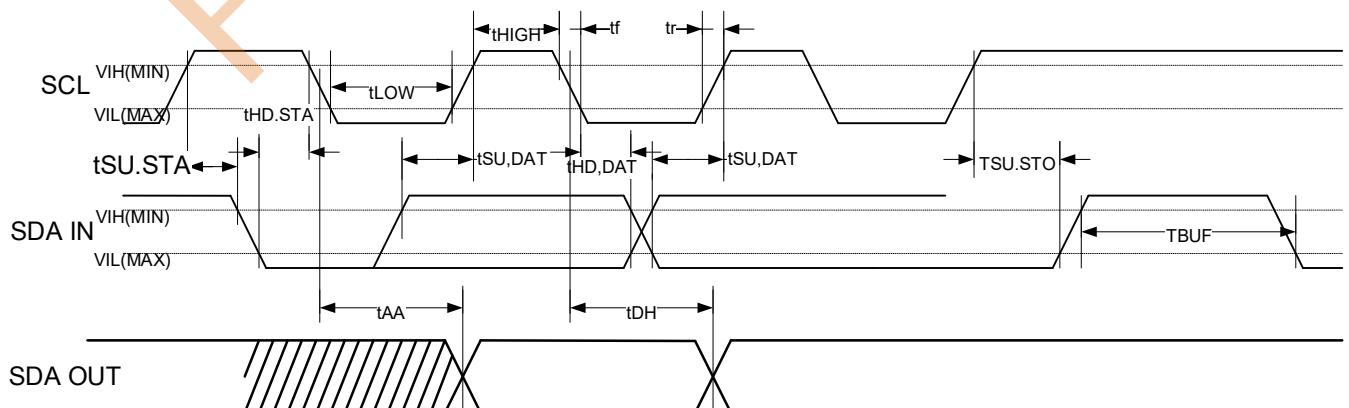 tHIGH
tf
tr
SCL
VIH(MIN)
tLOW
VIL(MAX)
tHD.STA
tSU.STA
tSU,DAT
tHD,DAT
tSU,DAT
TSU.STO
SDA IN
VIH(MIN)
VIL(MAX)
TBUF
tAA
tDH
SDA OUT